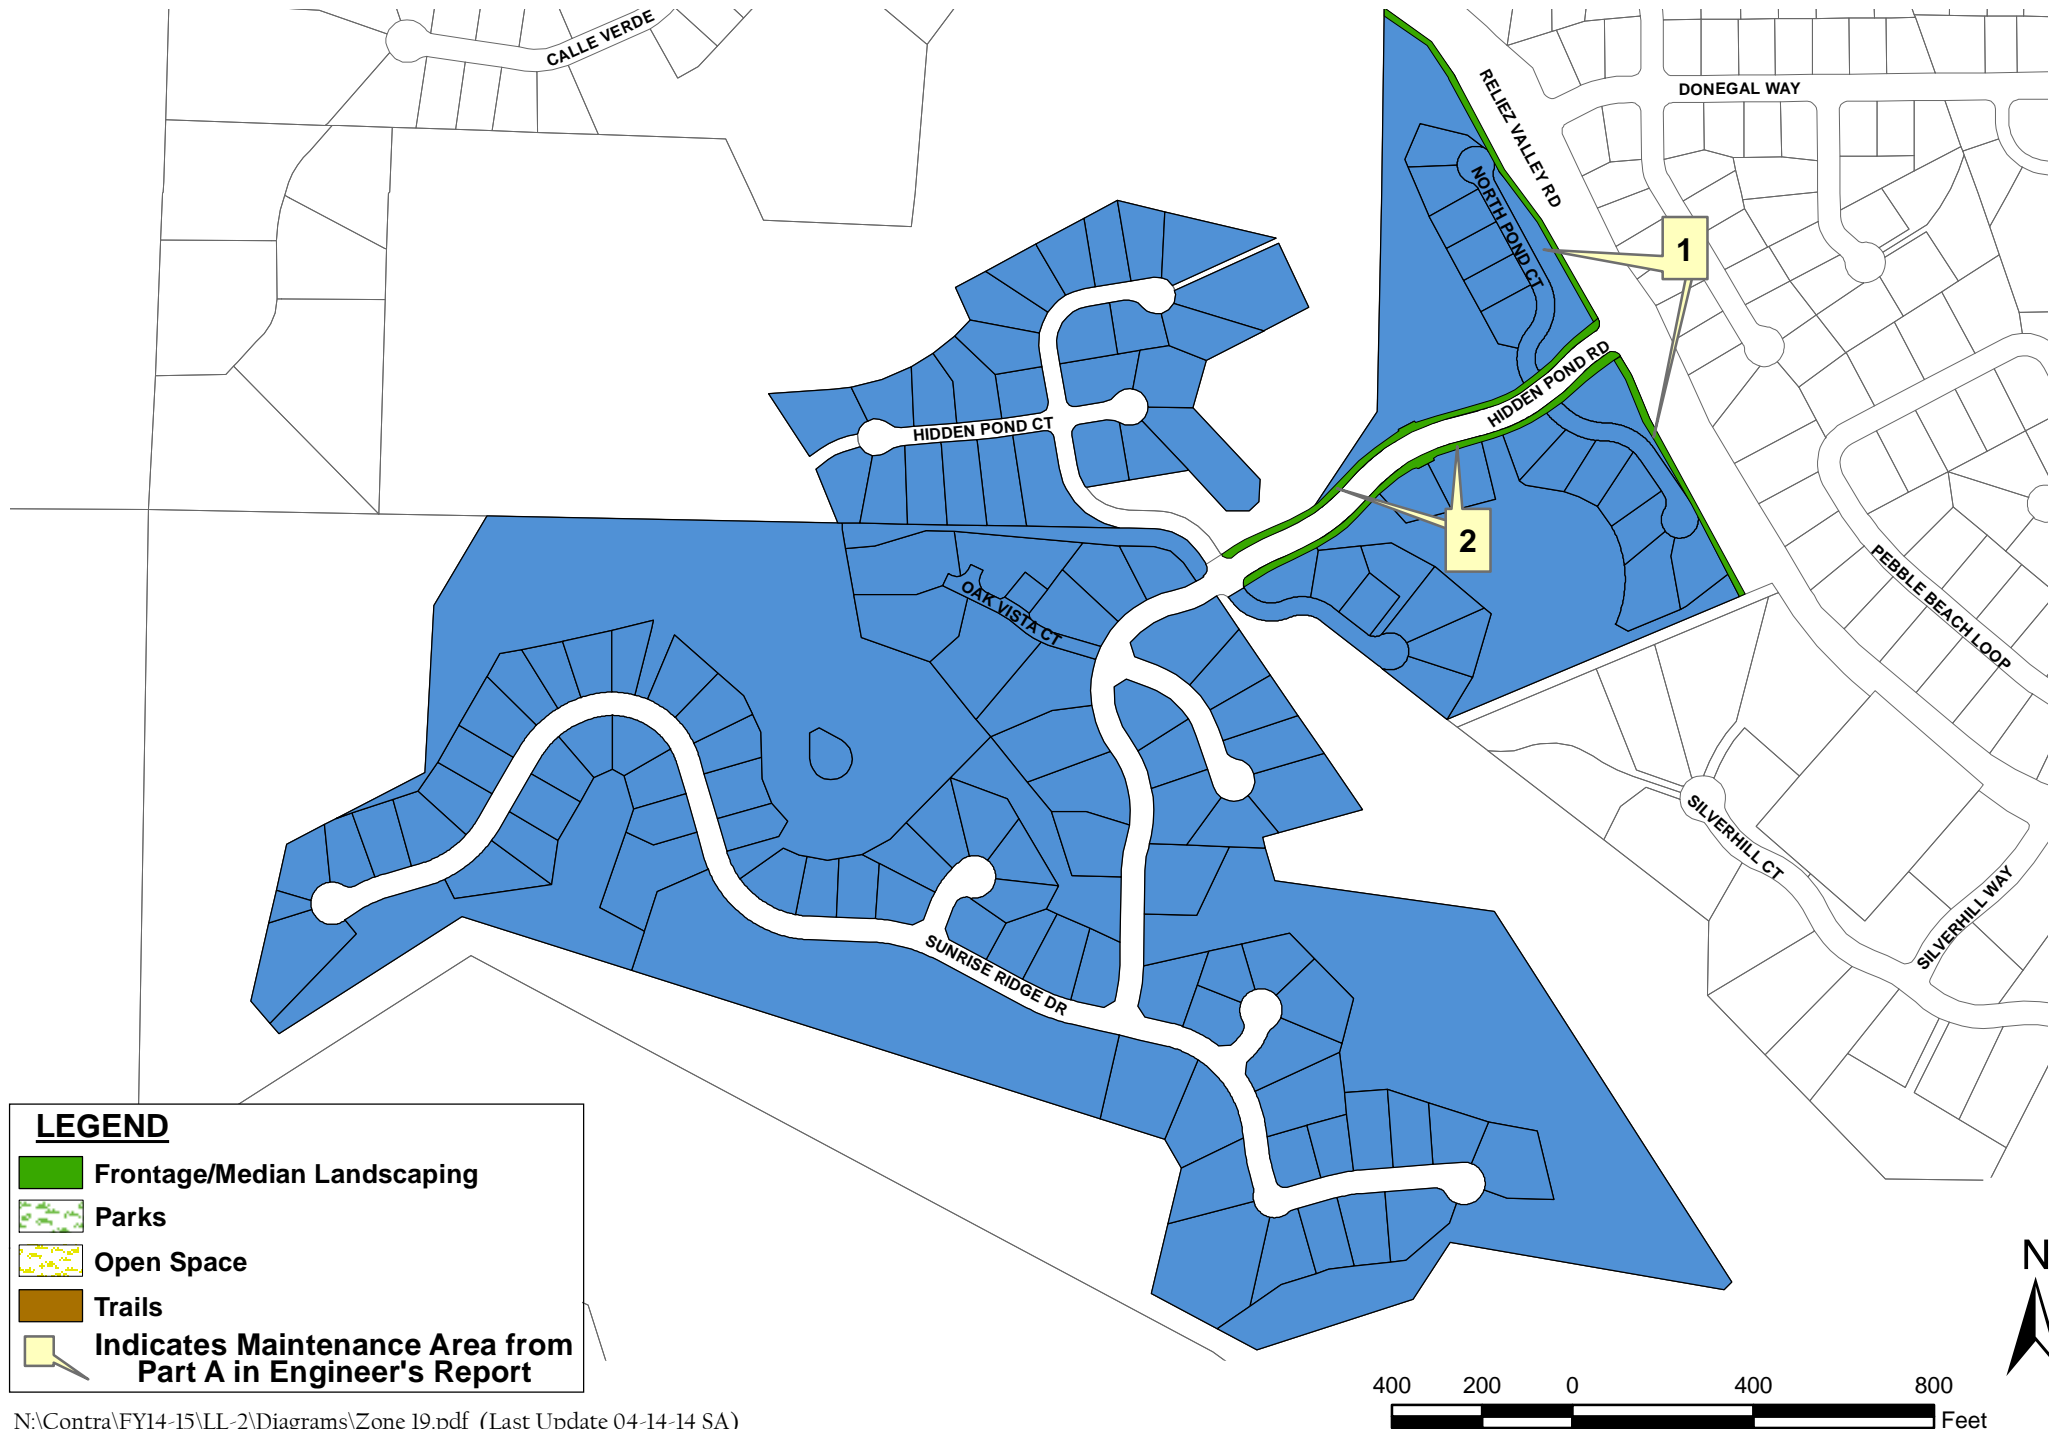 CALLE VERDE
DONEGAL WAY
RELIEZ VALLEY RD
NORTH POND CT
1
HIDDEN POND RD
HIDDEN POND CT
2
OAK VISTA CT
PEBBLE BEACH LOOP
SILVERHILL CT
SILVERHILL WAY
SUNRISE RIDGE DR
LEGEND
Frontage/Median Landscaping
Parks
Open Space
Trails
Indicates Maintenance Area from
Part A in Engineer's Report
N
400 200 0 400 800
Feet
N:\Contra\FY14-15\LL-2\Diagrams\Zone 19.pdf (Last Update 04-14-14 SA)